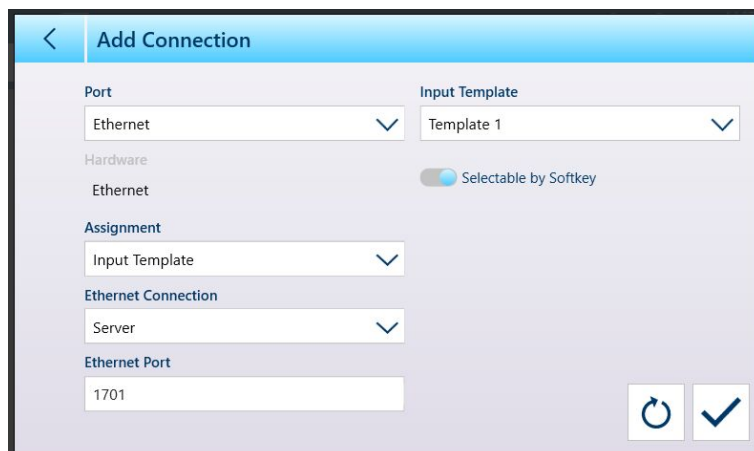 Add Connection
Port
Ethernet
Hardware
Ethernet
Assignment
Input Template
Ethernet Connection
Server
Ethernet Port
1701
Input Template
Template 1
Selectable by Softkey